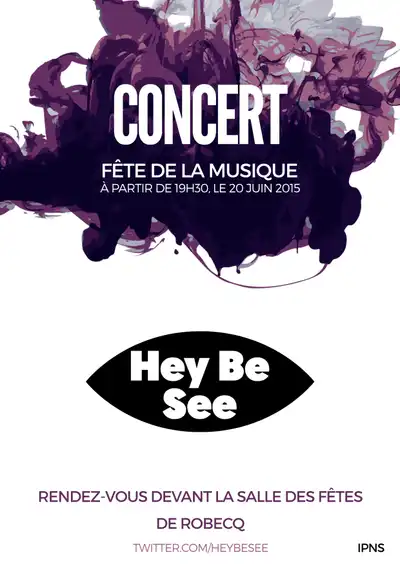 CONCERT
FÊTE DE LA MUSIQUE
À PARTIR DE 19H30, LE 20 JUIN 2015
Hey Be
See
RENDEZ-VOUS DEVANT LA SALLE DES FÊTES
DE ROBECQ
TWITTER.COM/HEYBESEE
IPNS